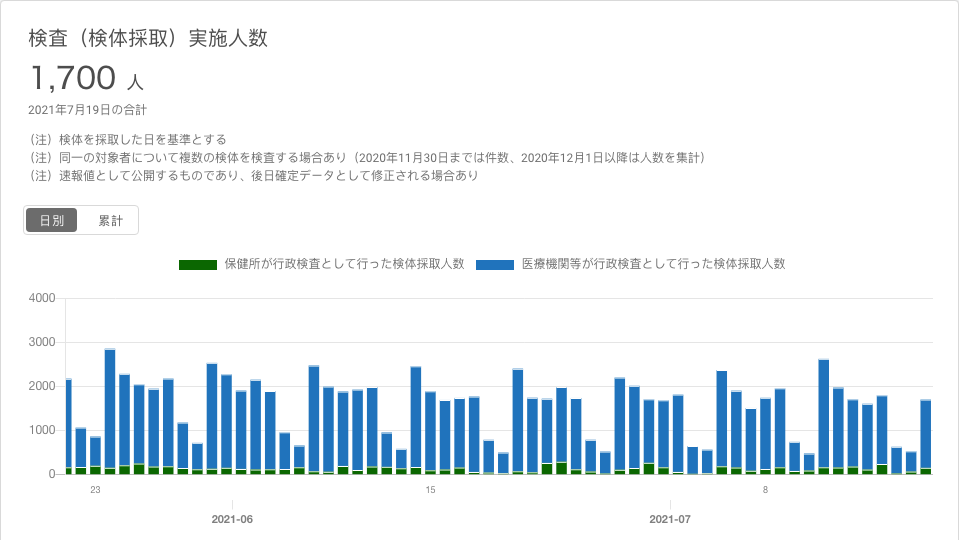 検査（検体採取）実施人数
1,700 人
2021年7月19日の合計
（注）検体を採取した日を基準とする
（注）同一の対象者について複数の検体を検査する場合あり（2020年11月30日までは件数、2020年12月1日以降は人数を集計）
（注）速報値として公開するものであり、後日確定データとして修正される場合あり
日別 累計
保健所が行政検査として行った検体採取人数 医療機関等が行政検査として行った検体採取人数
4000
3000
2000
1000
0
23 15 8
2021-06 2021-07